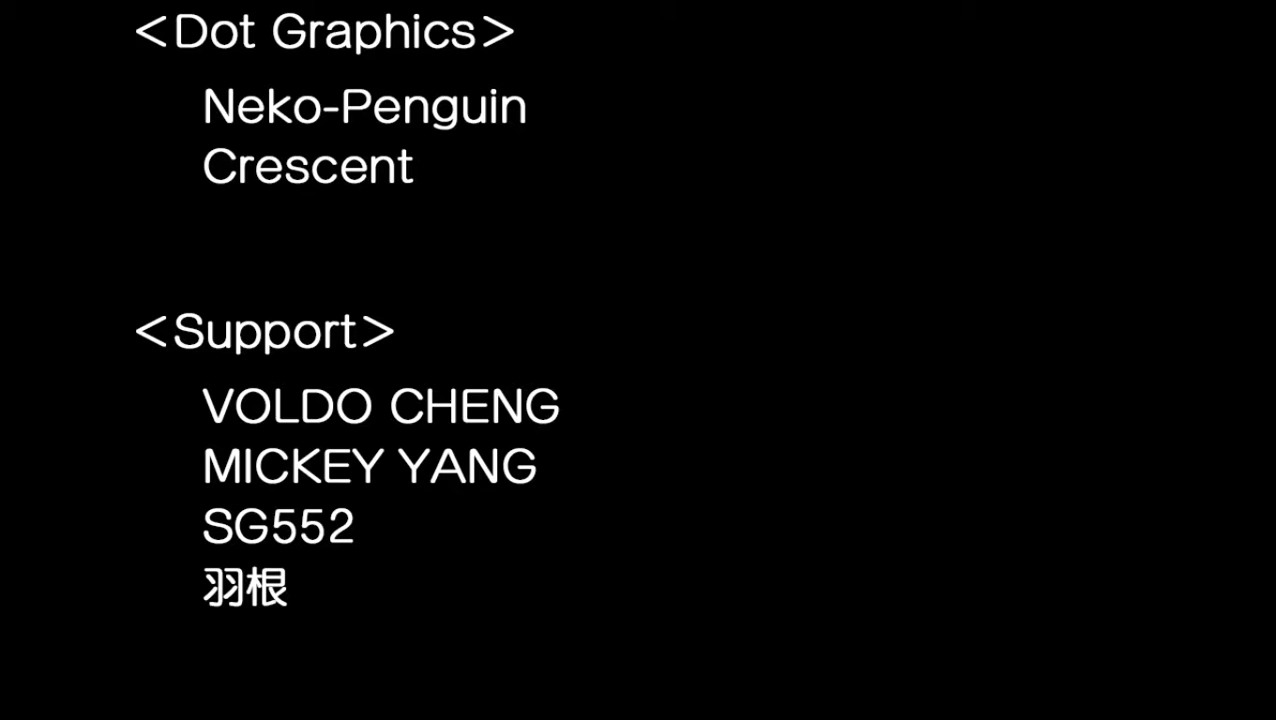 <Dot Graphics>
Neko-Penguin
Crescent
<Support>
VOLDO CHENG
MICKEY YANG
SG552
羽根